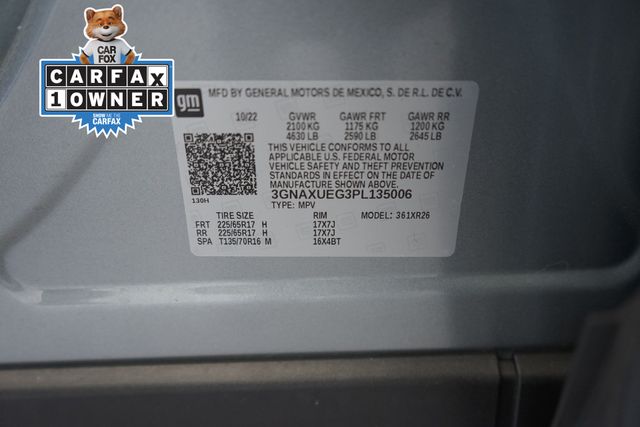 CAR
FOX
CARFAX
1 OWNER
SHOW ME THE
CARFAX
gm
MFD BY GENERAL MOTORS DE MEXICO, S. DE R.L. DE C.V.
10/22 GVWR GAWR FRT GAWR RR
2100 KG 1175 KG 1200 KG
4630 LB 2590 LB 2645 LB
THIS VEHICLE CONFORMS TO ALL
APPLICABLE U.S. FEDERAL MOTOR
VEHICLE SAFETY AND THEFT PREVENTION
STANDARDS IN EFFECT ON THE DATE OF
MANUFACTURE SHOWN ABOVE.
130H 3GNAXUEG3PL135006
TYPE: MPV MODEL: 361XR26
TIRE SIZE RIM
FRT 225/65R17 H 17X7J
RR 225/65R17 H 17X7J
SPA T135/70R16 M 16X4BT